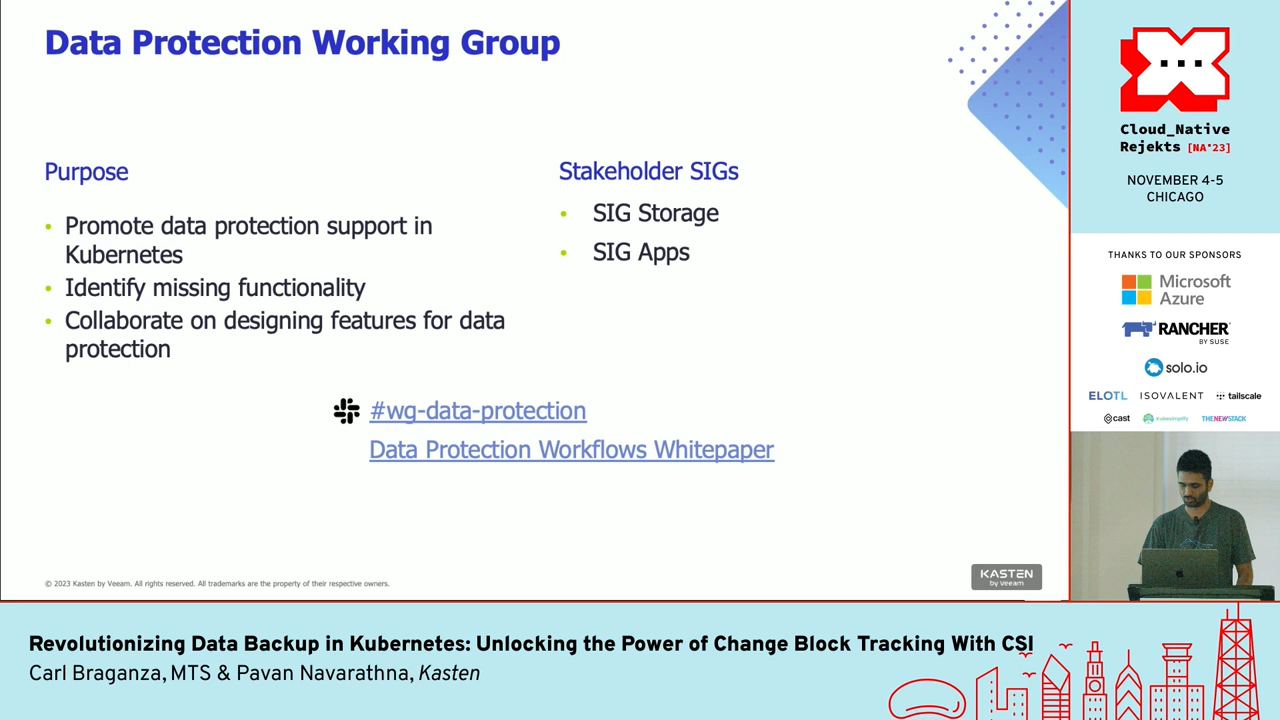 Data Protection Working Group
Purpose
• Promote data protection support in
Kubernetes
• Identify missing functionality
• Collaborate on designing features for data
protection
Stakeholder SIGs
• SIG Storage
• SIG Apps
#wg-data-protection
Data Protection Workflows Whitepaper
© 2023 Kasten by Veeam. All rights reserved. All trademarks are the property of their respective owners.
KASTEN
by Veeam
Cloud_Native
Rejekts [NA'23]
NOVEMBER 4-5
CHICAGO
THANKS TO OUR SPONSORS
Microsoft
Azure
RANCHER
BY SUSE
solo.io
ELOTL ISOVALENT tailscale
cast kubesimplify THENEWSTACK
Revolutionizing Data Backup in Kubernetes: Unlocking the Power of Change Block Tracking With CSI
Carl Braganza, MTS & Pavan Navarathna, Kasten